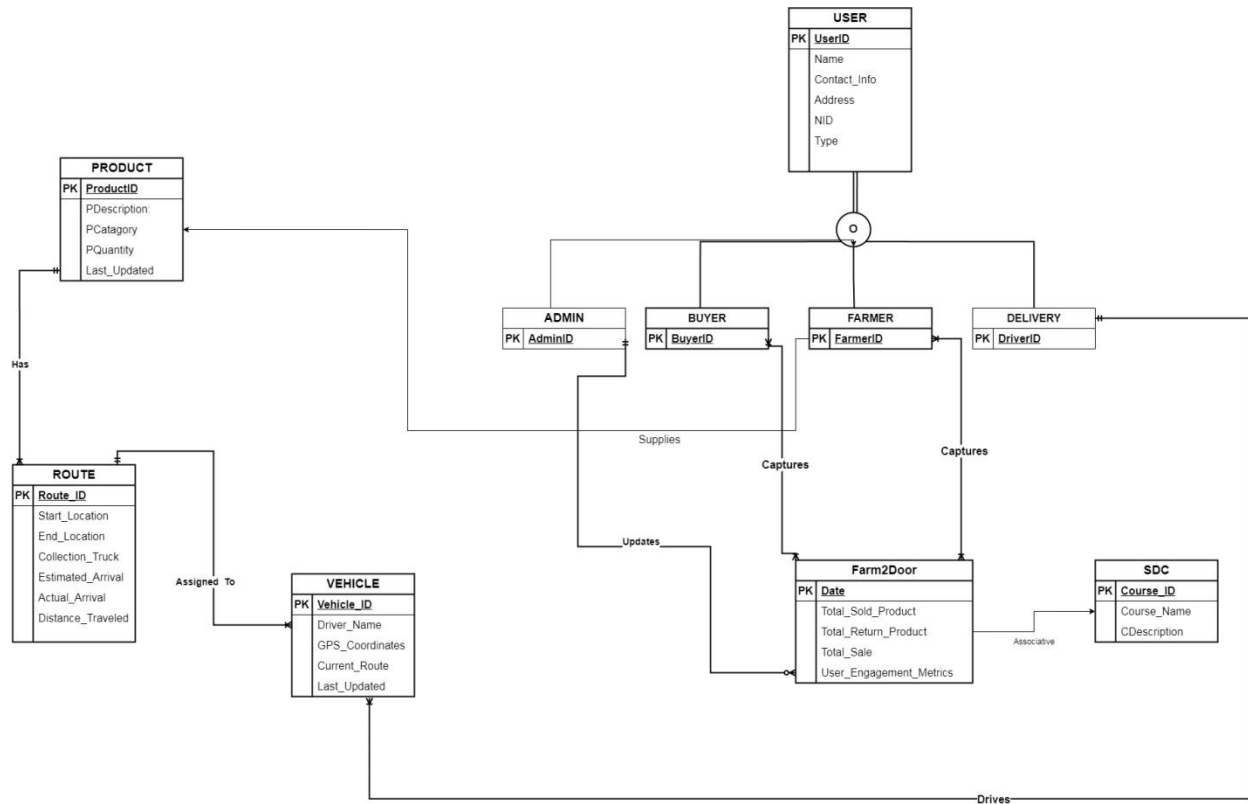 USER
PK UserID
Name
Contact_Info
Address
NID
Type
PRODUCT
PK ProductID
PDescription:
PCatagory
PQuantity
Last_Updated
O
ADMIN
PK AdminID
BUYER
PK BuyerID
FARMER
PK FarmerID
DELIVERY
PK DriverID
Has
Supplies
Captures
Captures
ROUTE
PK Route_ID
Start_Location
End_Location
Collection_Truck
Estimated_Arrival
Actual_Arrival
Distance_Traveled
Updates
Assigned To
VEHICLE
PK Vehicle_ID
Driver_Name
GPS_Coordinates
Current_Route
Last_Updated
Farm2Door
PK Date
Total_Sold_Product
Total_Return_Product
Total_Sale
User_Engagement_Metrics
Associative
SDC
PK Course_ID
Course_Name
CDescription
Drives